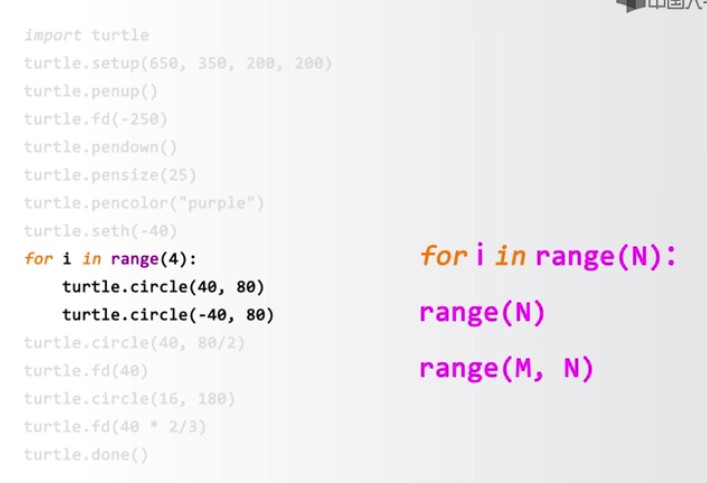 中国大
import turtle
turtle.setup(650, 350, 200, 200)
turtle.penup()
turtle.fd(-250)
turtle.pendown()
turtle.pensize(25)
turtle.pencolor("purple")
turtle.seth(-40)
for i in range(4):
    turtle.circle(40, 80)
    turtle.circle(-40, 80)
turtle.circle(40, 80/2)
turtle.fd(40)
turtle.circle(16, 180)
turtle.fd(40 * 2/3)
turtle.done()
for i in range(N):
range(N)
range(M, N)